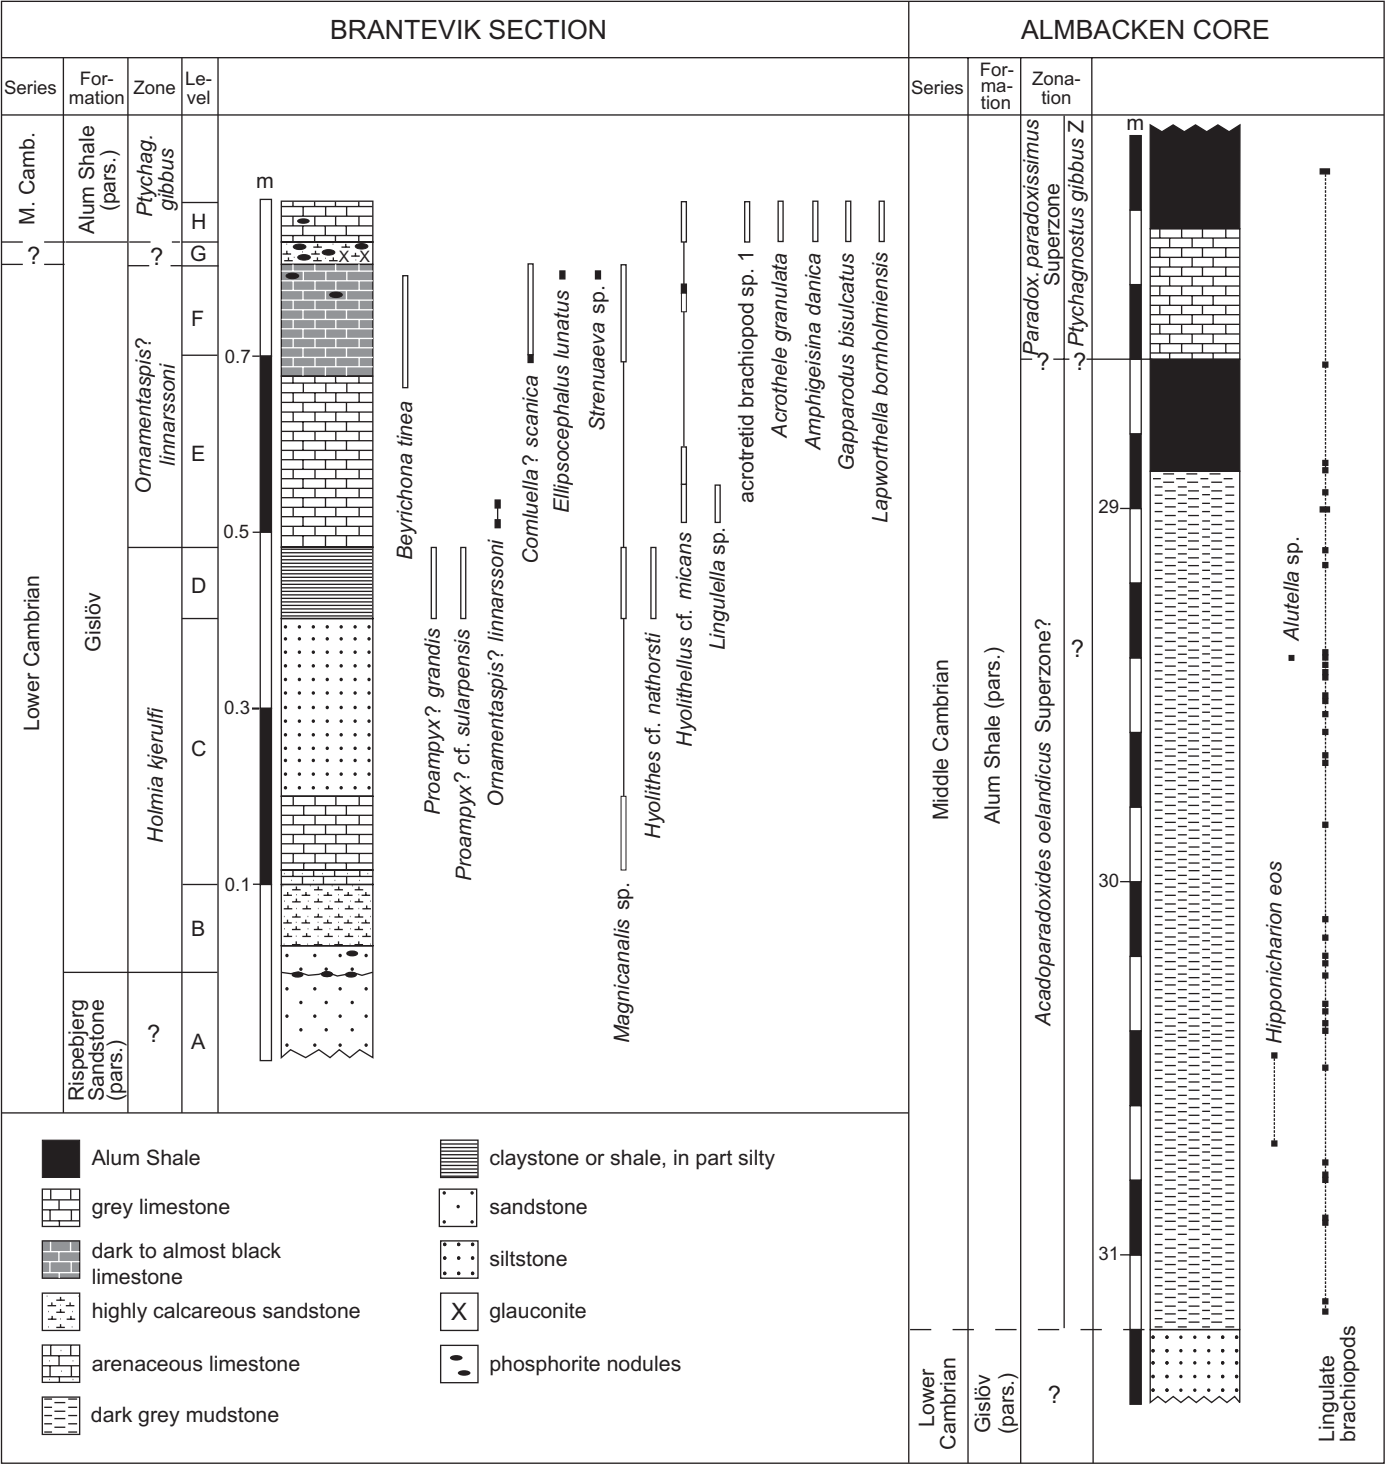 BRANTEVIK SECTION
ALMBACKEN CORE
Series
For-
mation
Zone
Le-
vel
Series
For-
ma-
tion
Zona-
tion
M. Camb.
Alum Shale
(pars.)
Ptychag.
gibbus
H
?
?
G
Lower Cambrian
Gislöv
Ornamentaspis?
linnarssoni
F
E
Holmia kjerulfi
D
C
B
Rispebjerg
Sandstone
(pars.)
?
A
m
0.7
0.5
0.3
0.1
X X
Beyrichona tinea
Proampyx? grandis
Proampyx? cf. sularpensis
Ornamentaspis? linnarssoni
Comluella? scanica
Ellipsocephalus lunatus
Strenuaeva sp.
Magnicanalis sp.
Hyolithes cf. nathorsti
Hyolithellus cf. micans
Lingulella sp.
acrotretid brachiopod sp. 1
Acrothele granulata
Amphigeisina danica
Gapparodus bisulcatus
Lapworthella bornholmiensis
Middle Cambrian
Alum Shale (pars.)
Paradox. paradoxissimus
Superzone
Ptychagnostus gibbus Z
? ?
Acadoparadoxides oelandicus Superzone?
?
Lower
Cambrian
Gislöv
(pars.)
?
m
29
30
31
Hipponicharion eos
Alutella sp.
Lingulate
brachiopods
Alum Shale
grey limestone
dark to almost black
limestone
highly calcareous sandstone
arenaceous limestone
dark grey mudstone
claystone or shale, in part silty
sandstone
siltstone
X glauconite
phosphorite nodules